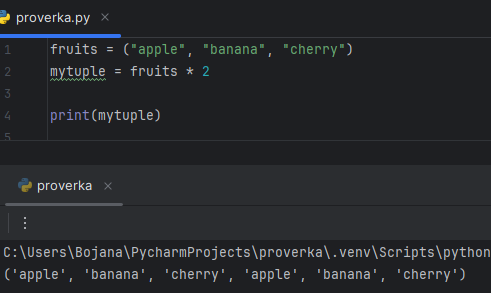 proverka.py ×
1 fruits = ("apple", "banana", "cherry")
2 mytuple = fruits * 2
3
4 print(mytuple)
5
proverka ×
C:\Users\Bojana\PycharmProjects\proverka\.venv\Scripts\python
('apple', 'banana', 'cherry', 'apple', 'banana', 'cherry')